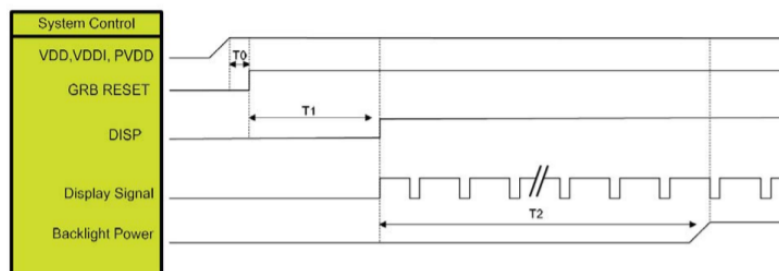 System Control
VDD,VDDI, PVDD
T0
GRB RESET
T1
DISP
Display Signal
T2
Backlight Power